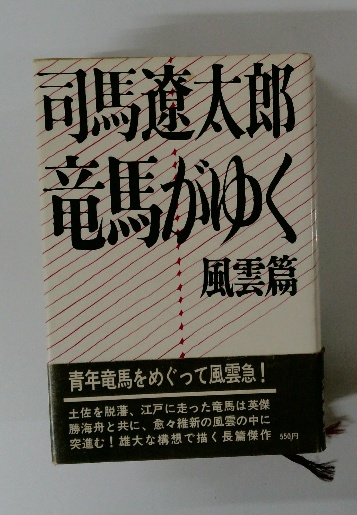 司馬遼太郎
竜馬がゆく
風雲篇
青年竜馬をめぐって風雲急!
土佐を脱藩、江戸に走った竜馬は英傑
勝海舟と共に、愈々維新の風雲の中に
突進む!雄大な構想で描く長篇傑作 550円